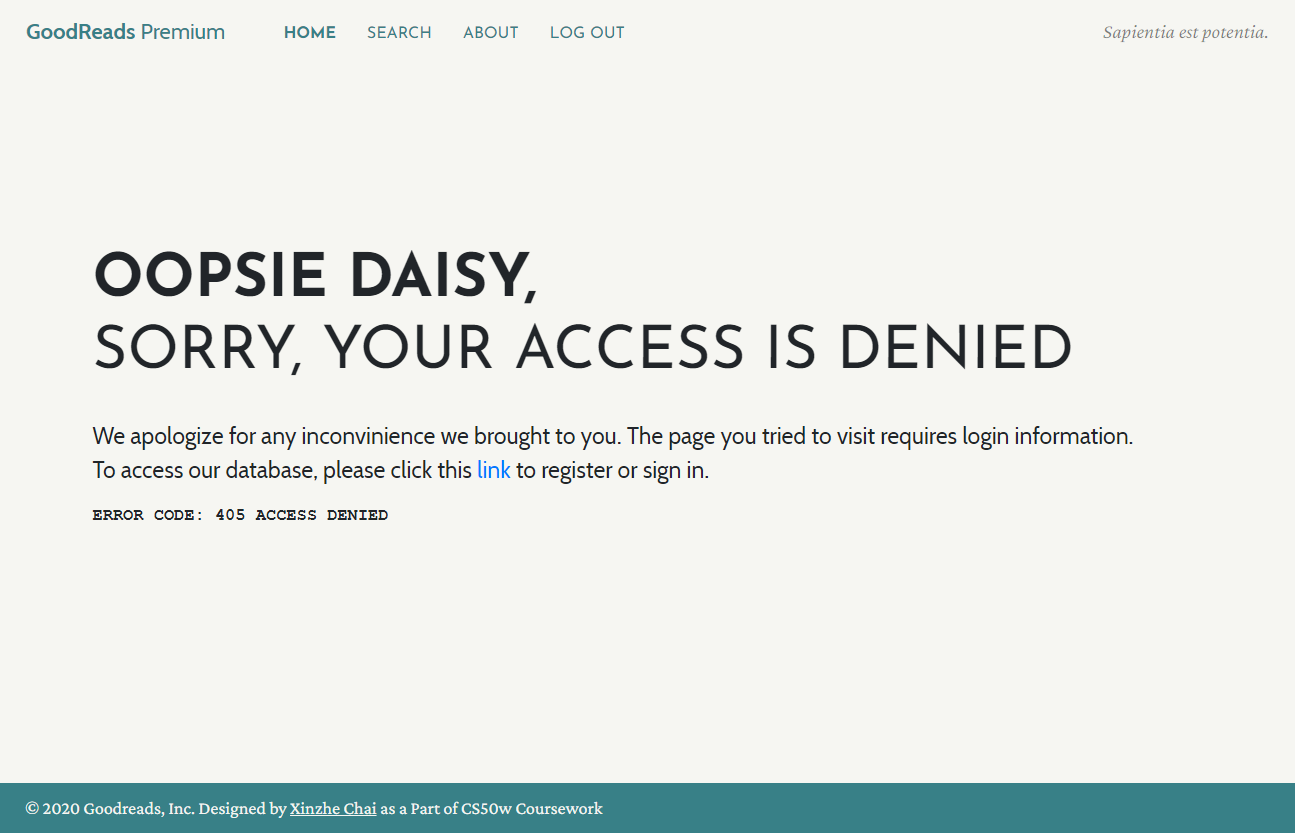 GoodReads Premium HOME SEARCH ABOUT LOG OUT Sapientia est potentia.
OOPSIE DAISY,
SORRY, YOUR ACCESS IS DENIED
We apologize for any inconvinience we brought to you. The page you tried to visit requires login information.
To access our database, please click this link to register or sign in.
ERROR CODE: 405 ACCESS DENIED
© 2020 Goodreads, Inc. Designed by Xinzhe Chai as a Part of CS50w Coursework